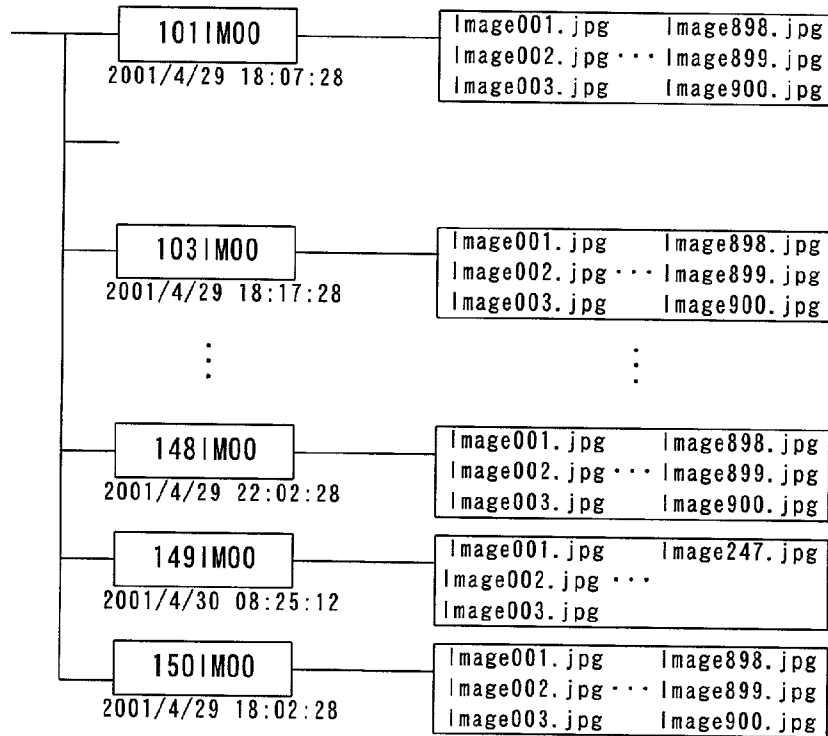 101IM00
2001/4/29 18:07:28
Image001.jpg Image898.jpg
Image002.jpg ··· Image899.jpg
Image003.jpg Image900.jpg
103IM00
2001/4/29 18:17:28
Image001.jpg Image898.jpg
Image002.jpg ··· Image899.jpg
Image003.jpg Image900.jpg
148IM00
2001/4/29 22:02:28
Image001.jpg Image898.jpg
Image002.jpg ··· Image899.jpg
Image003.jpg Image900.jpg
149IM00
2001/4/30 08:25:12
Image001.jpg Image247.jpg
Image002.jpg ···
Image003.jpg
150IM00
2001/4/29 18:02:28
Image001.jpg Image898.jpg
Image002.jpg ··· Image899.jpg
Image003.jpg Image900.jpg